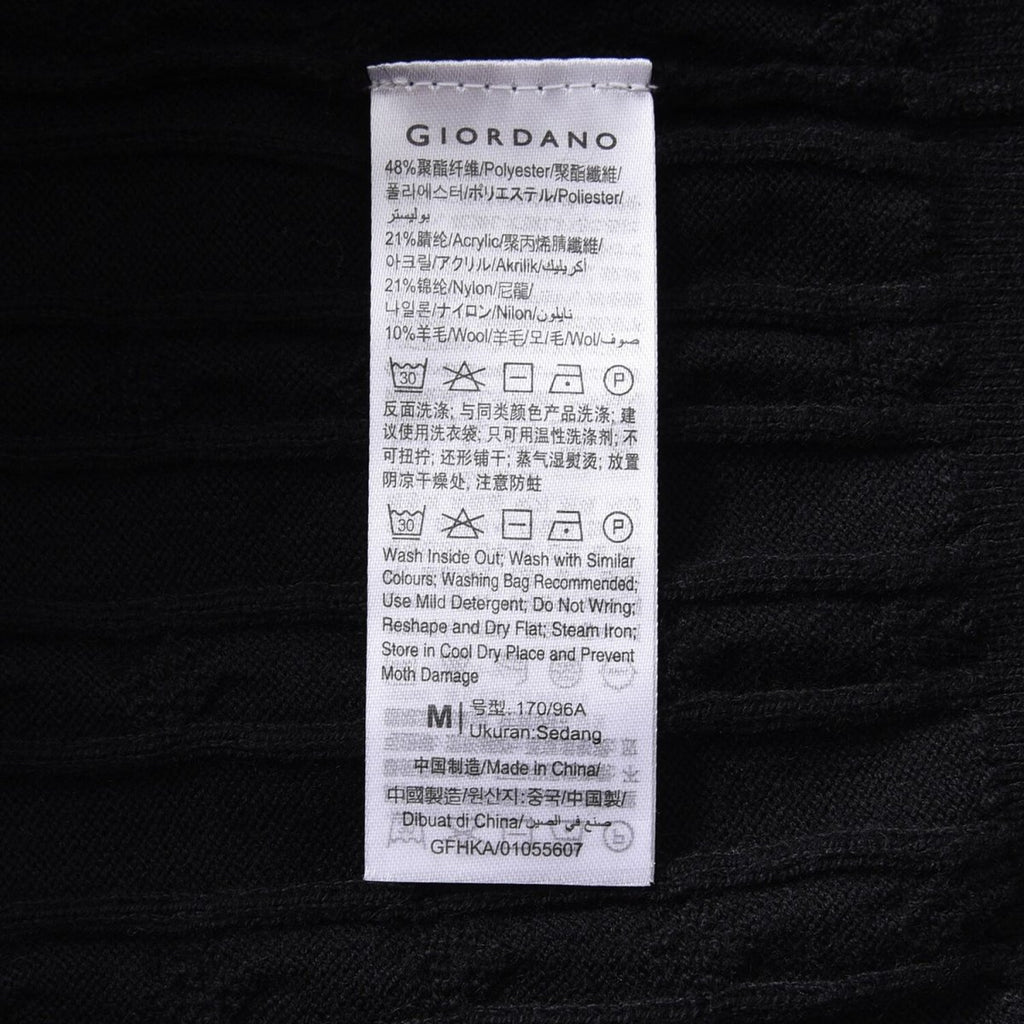 GIORDANO
48%聚酯纤维/Polyester/聚酯纖維/
폴리에스터/ポリエステル/Poliester/
بوليستر
21%腈纶/Acrylic/聚丙烯腈纖維/
아크릴/アクリル/Akrilik/أكريليك
21%锦纶/Nylon/尼龍/
나일론/ナイロン/Nilon/نايلون
10%羊毛/Wool/羊毛/모/毛/Wol/صوف
30 P
反面洗涤; 与同类颜色产品洗涤; 建
议使用洗衣袋; 只可用温性洗涤剂; 不
可扭拧; 还形铺干; 蒸气湿熨烫; 放置
阴凉干燥处, 注意防蛀
30 P
Wash Inside Out; Wash with Similar
Colours; Washing Bag Recommended;
Use Mild Detergent; Do Not Wring;
Reshape and Dry Flat; Steam Iron;
Store in Cool Dry Place and Prevent
Moth Damage
M 号型. 170/96A
Ukuran:Sedang
中国制造/Made in China/
中國製造/원산지:중국/中国製/
Dibuat di China/صنع في الصين
GFHKA/01055607